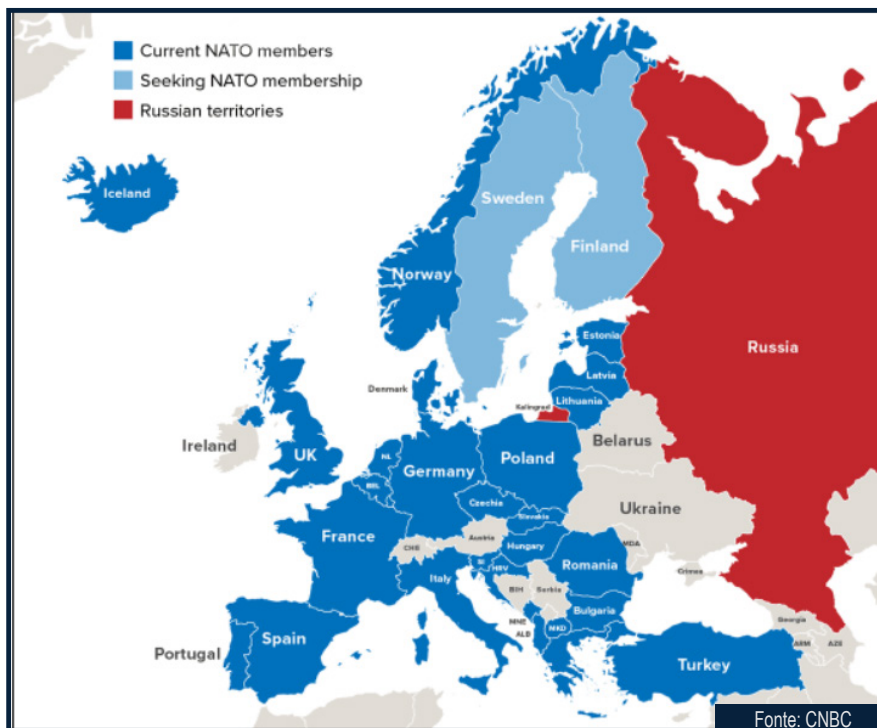 Current NATO members
Seeking NATO membership
Russian territories
Iceland
Sweden
Finland
Norway
Russia
Estonia
Latvia
Denmark
Lithuania
Kaliningrad
Belarus
Ireland
UK
NL
Germany
Poland
BEL
Czechia
Ukraine
Slovakia
France
Austria
CHE
Hungary
MDA
SI
HRV
Romania
Italy
Crimea
BIH
Serbia
Bulgaria
MNE
Georgia
MKD
ALB
Spain
ARM
AZE
Portugal
Turkey
Fonte: CNBC